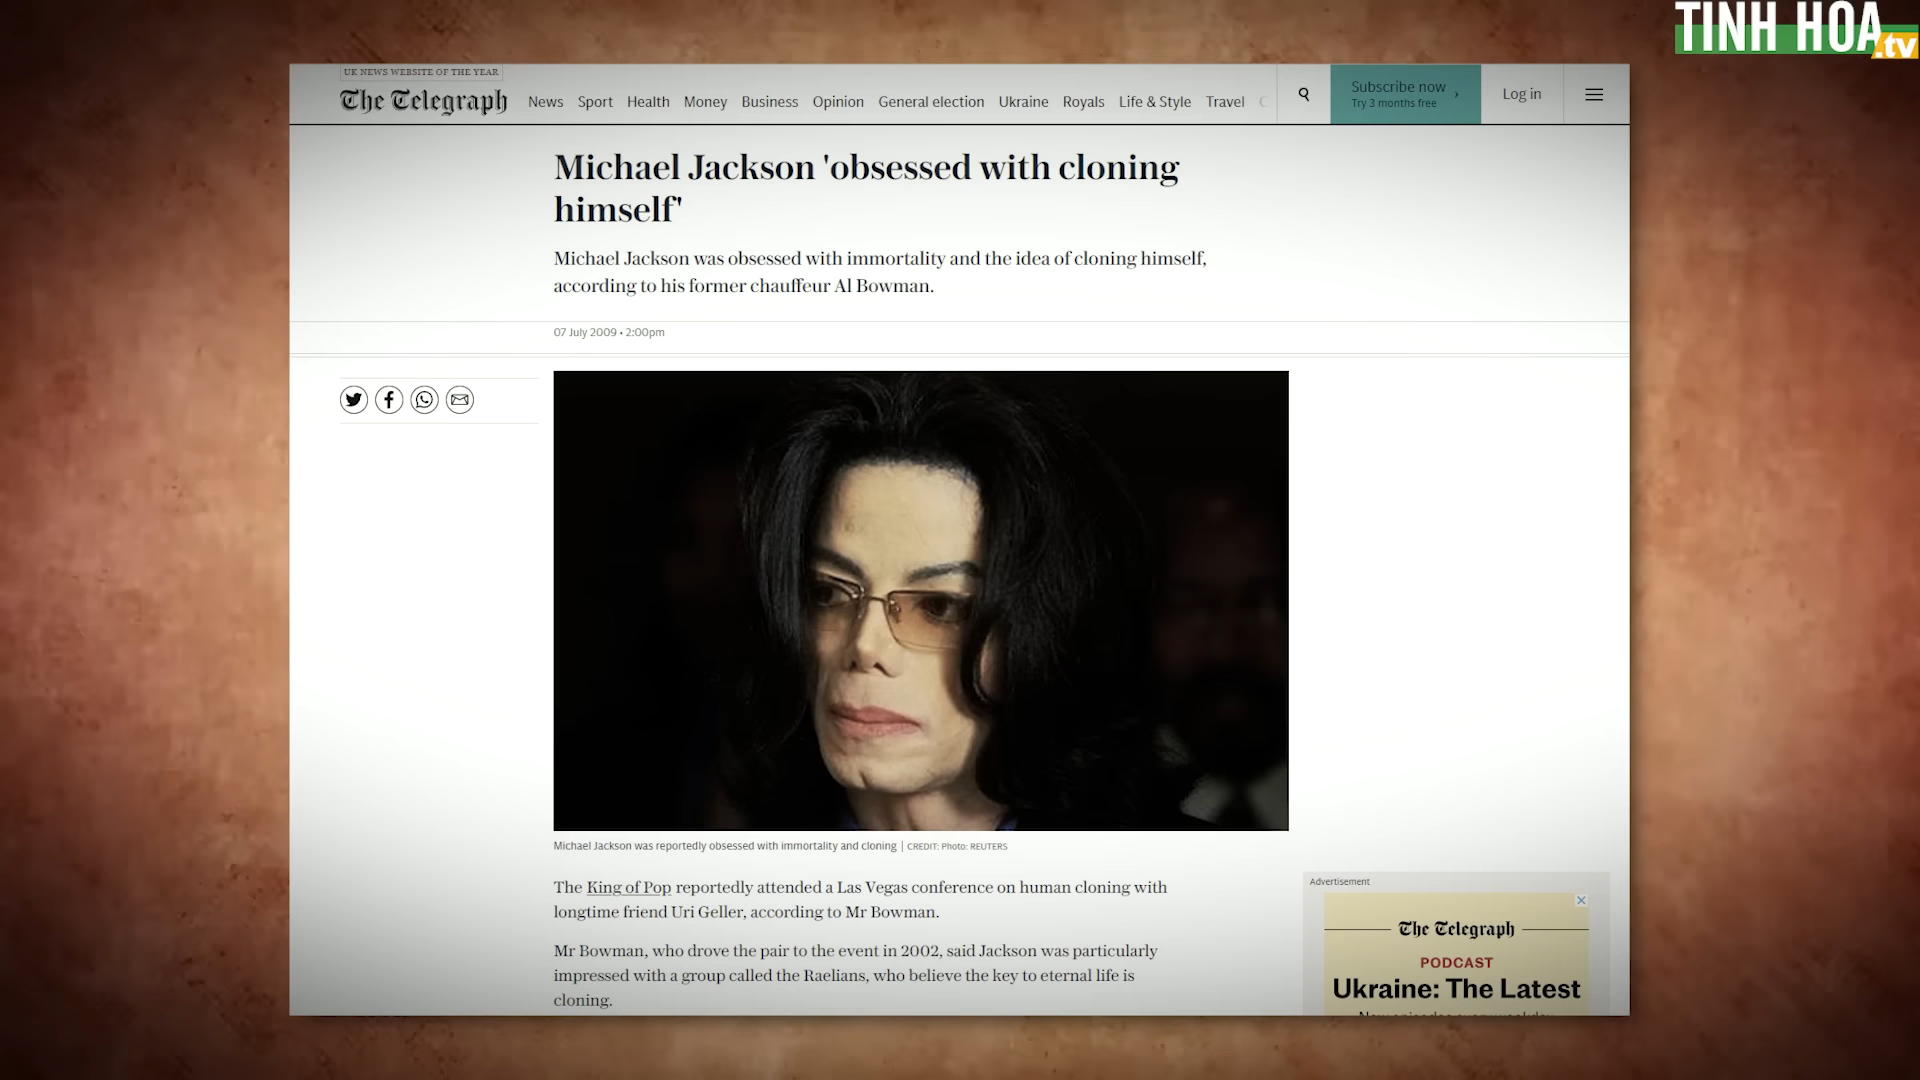 TINH HOA
.tv
UK NEWS WEBSITE OF THE YEAR
The Telegraph
News Sport Health Money Business Opinion General election Ukraine Royals Life & Style Travel
Subscribe now
Try 3 months free
Log in
Michael Jackson 'obsessed with cloning
himself'
Michael Jackson was obsessed with immortality and the idea of cloning himself,
according to his former chauffeur Al Bowman.
07 July 2009 • 2:00pm
Michael Jackson was reportedly obsessed with immortality and cloning | CREDIT: Photo: REUTERS
The King of Pop reportedly attended a Las Vegas conference on human cloning with
longtime friend Uri Geller, according to Mr Bowman.
Mr Bowman, who drove the pair to the event in 2002, said Jackson was particularly
impressed with a group called the Raelians, who believe the key to eternal life is
cloning.
Advertisement
The Telegraph
PODCAST
Ukraine: The Latest